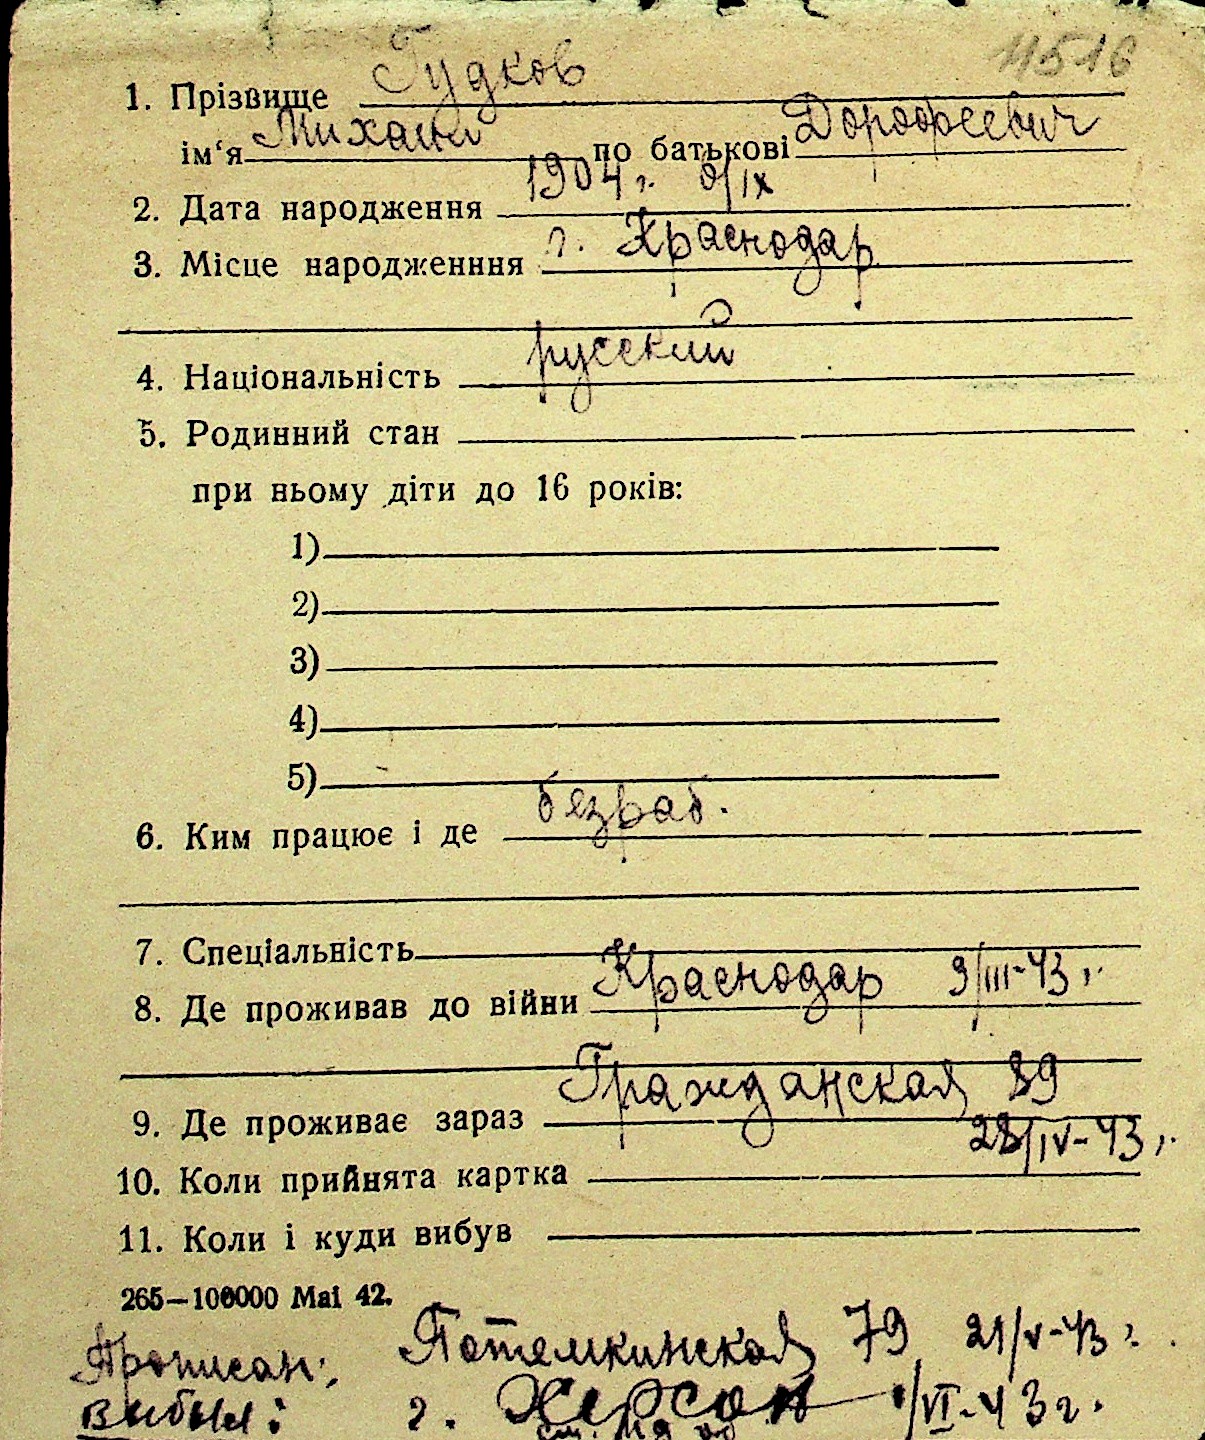 11516
1. Прізвище Гудков
ім‘я Михаил по батькові Дорофеевич
2. Дата народження 1904 г. 8/IX
3. Місце народженння г. Краснодар
4. Національність русский
5. Родинний стан
при ньому діти до 16 років:
1)
2)
3)
4)
5)
6. Ким працює і де безраб.
7. Спеціальність
8. Де проживав до війни Краснодар 9/III-43 г.
9. Де проживає зараз Гражданская 89
28/IV-43 г.
10. Коли прийнята картка
11. Коли і куди вибув
265—100000 Mai 42.
Прописан: Потемкинская 79 21/V-43 г.
Выбыл: г. Херсон /VI-43 г.